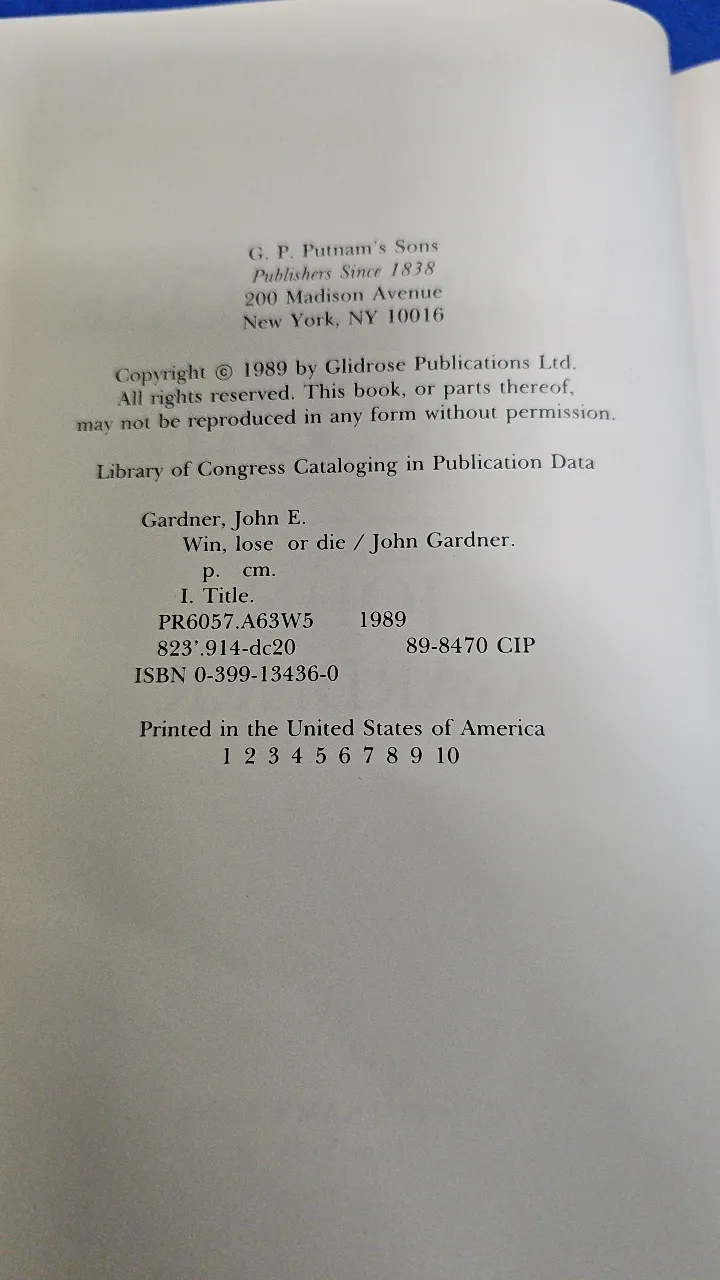 G. P. Putnam's Sons
Publishers Since 1838
200 Madison Avenue
New York, NY 10016
Copyright © 1989 by Glidrose Publications Ltd.
All rights reserved. This book, or parts thereof,
may not be reproduced in any form without permission.
Library of Congress Cataloging in Publication Data
Gardner, John E.
Win, lose or die / John Gardner.
p. cm.
I. Title.
PR6057.A63W5 1989
823'.914-dc20 89-8470 CIP
ISBN 0-399-13436-0
Printed in the United States of America
1 2 3 4 5 6 7 8 9 10